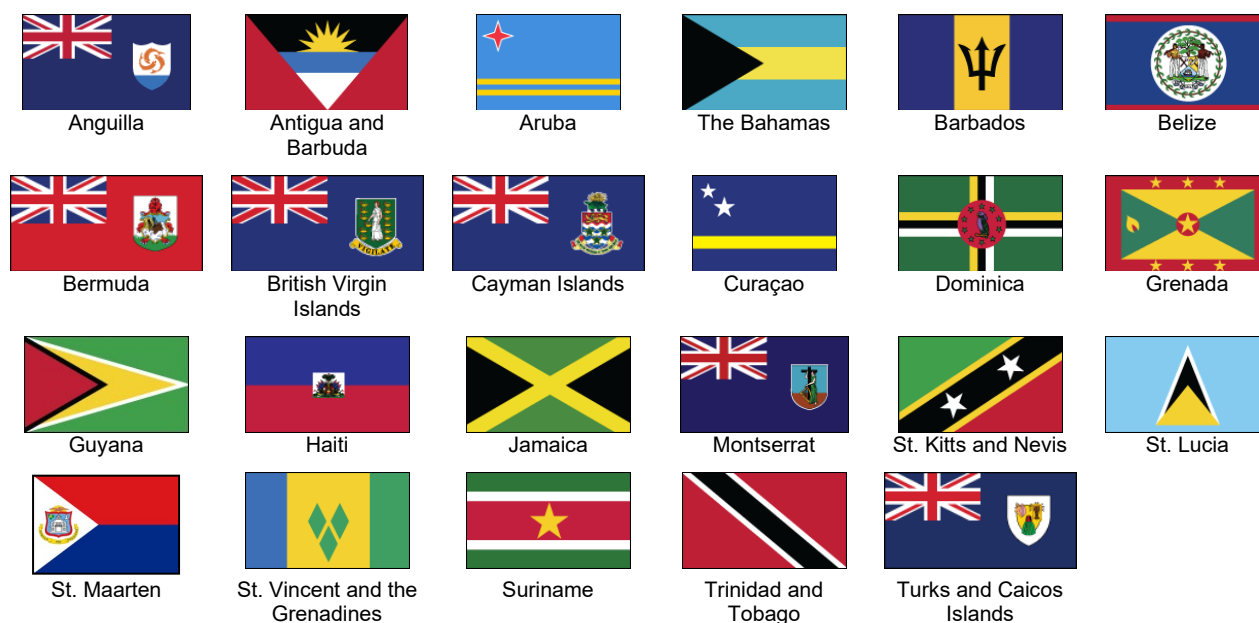 Anguilla
Antigua and
Barbuda
Aruba
The Bahamas
Barbados
Belize
Bermuda
British Virgin
Islands
Cayman Islands
Curaçao
Dominica
Grenada
Guyana
Haiti
Jamaica
Montserrat
St. Kitts and Nevis
St. Lucia
St. Maarten
St. Vincent and the
Grenadines
Suriname
Trinidad and
Tobago
Turks and Caicos
Islands
VIGILATE